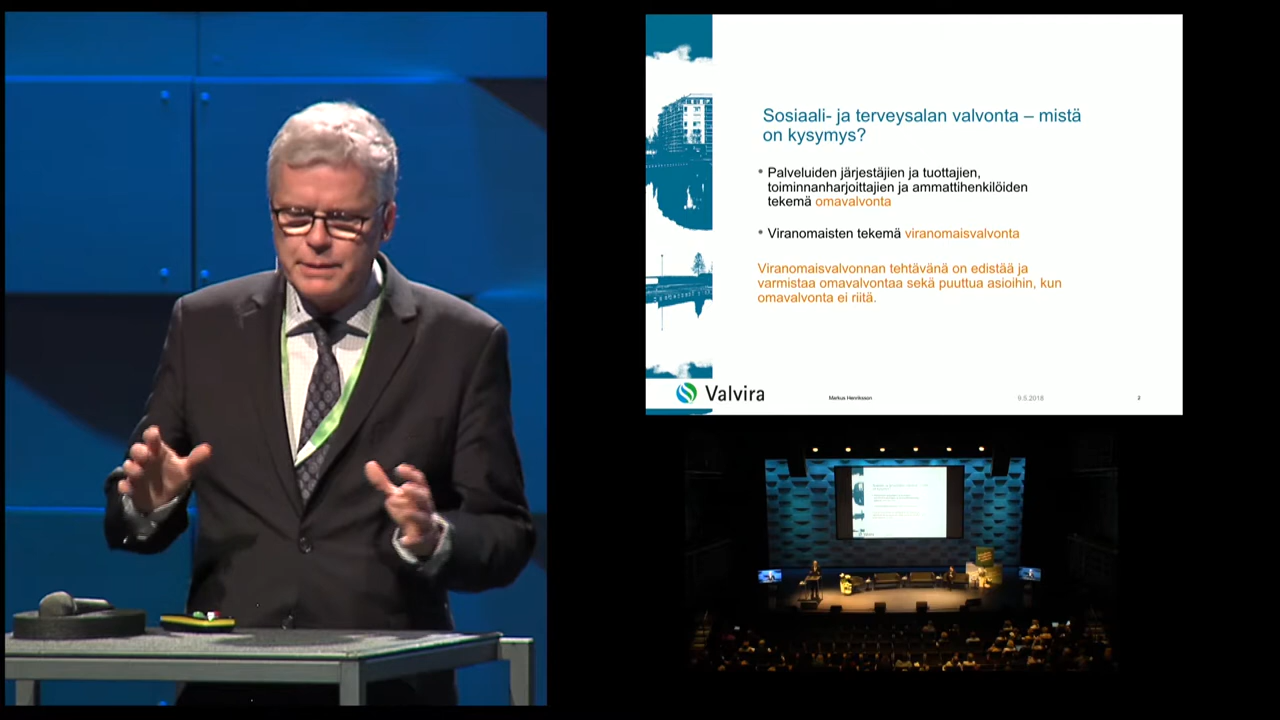 Sosiaali- ja terveysalan valvonta – mistä
on kysymys?
• Palveluiden järjestäjien ja tuottajien,
toiminnanharjoittajien ja ammattihenkilöiden
tekemä omavalvonta
• Viranomaisten tekemä viranomaisvalvonta
Viranomaisvalvonnan tehtävänä on edistää ja
varmistaa omavalvontaa sekä puuttua asioihin, kun
omavalvonta ei riitä.
Valvira
Markus Henriksson
9.5.2018
2